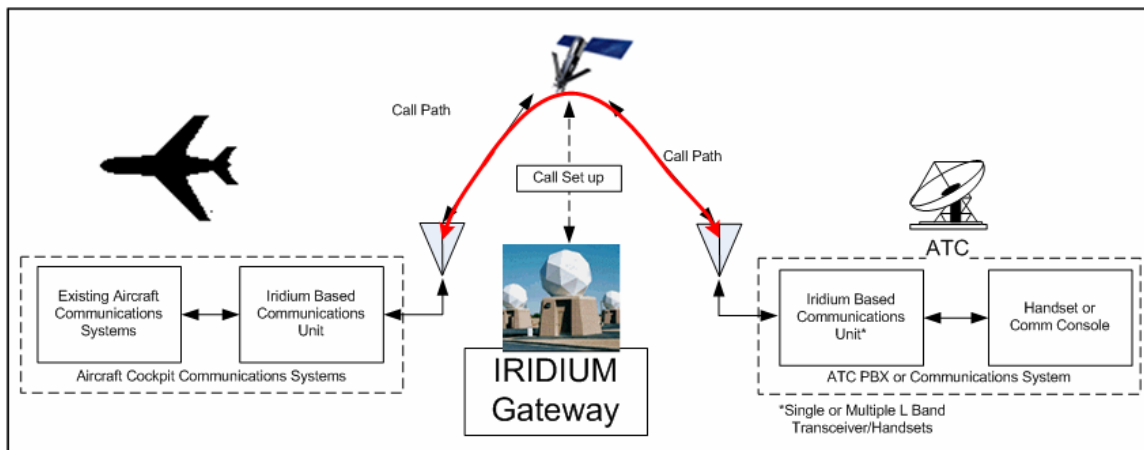 Call Path
Call Path
Call Set up
ATC
Existing Aircraft
Communications
Systems
Iridium Based
Communications
Unit
Aircraft Cockpit Communications Systems
IRIDIUM
Gateway
Iridium Based
Communications
Unit*
Handset or
Comm Console
ATC PBX or Communications System
*Single or Multiple L Band
Transceiver/Handsets